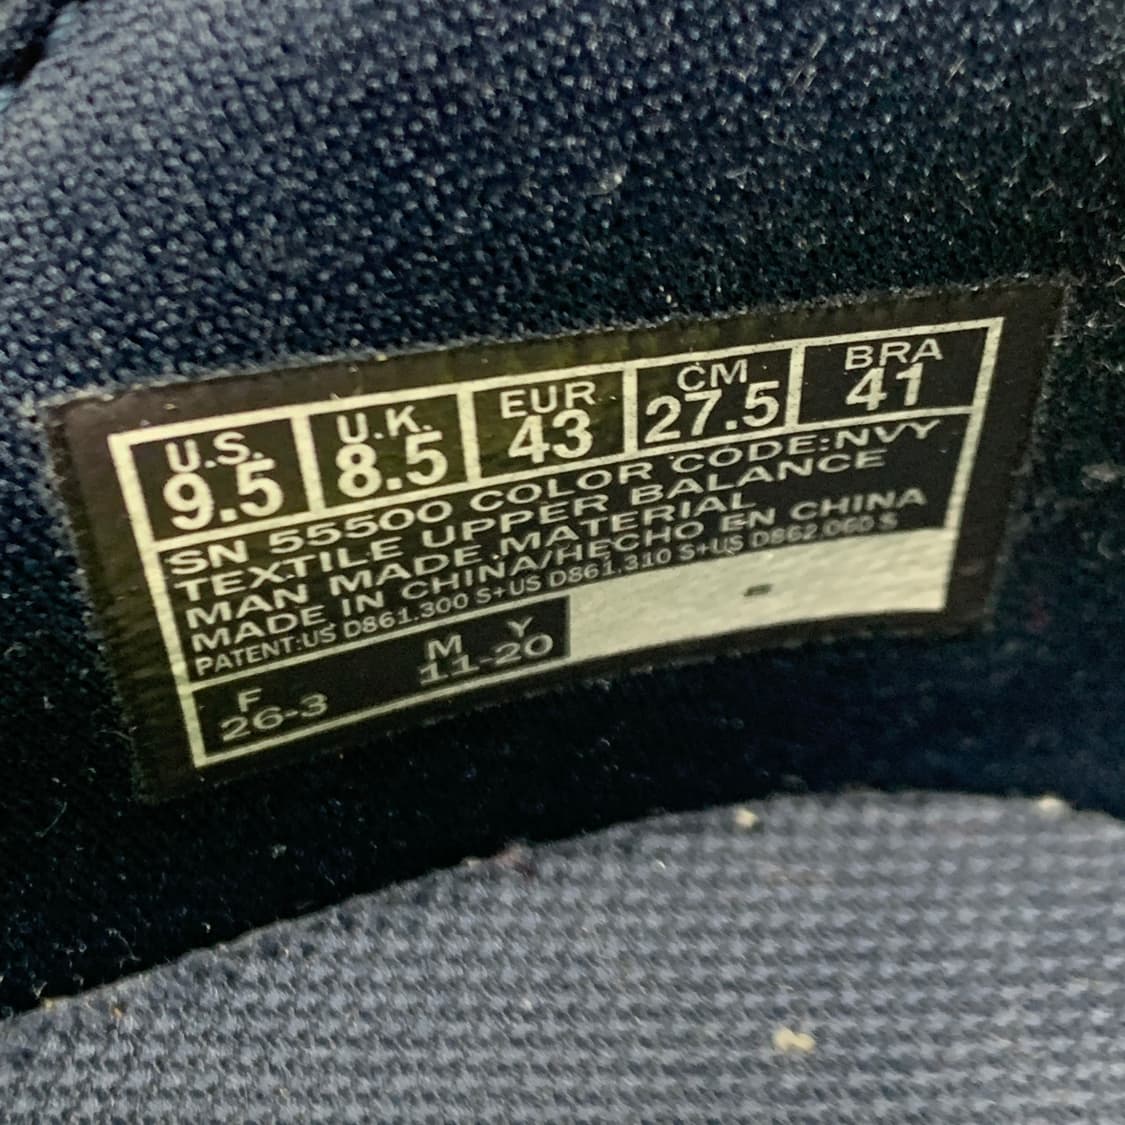 U.S. U.K. EUR CM BRA
9.5 8.5 43 27.5 41
SN 55500 COLOR CODE:NVY
TEXTILE UPPER BALANCE
MAN MADE MATERIAL
MADE IN CHINA/HECHO EN CHINA
PATENT:US D861.300 S+US D861.310 S+US D862.060 S
F M Y
26-3 11-20